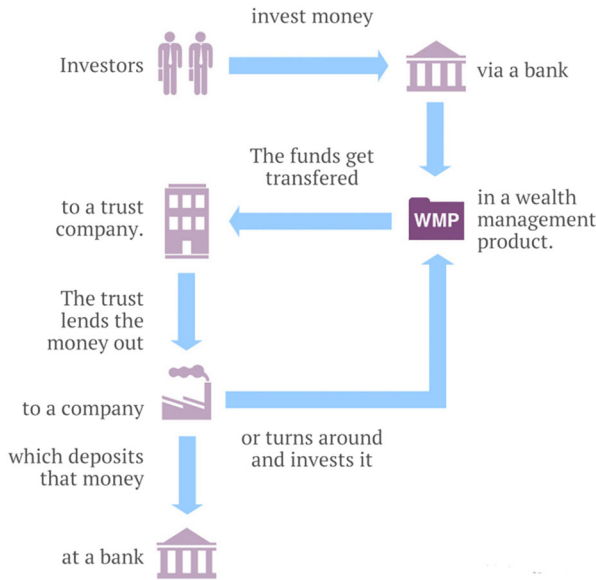 invest money
Investors
via a bank
The funds get
transfered
to a trust
company.
WMP
in a wealth
management
product.
The trust
lends the
money out
to a company
or turns around
and invests it
which deposits
that money
at a bank